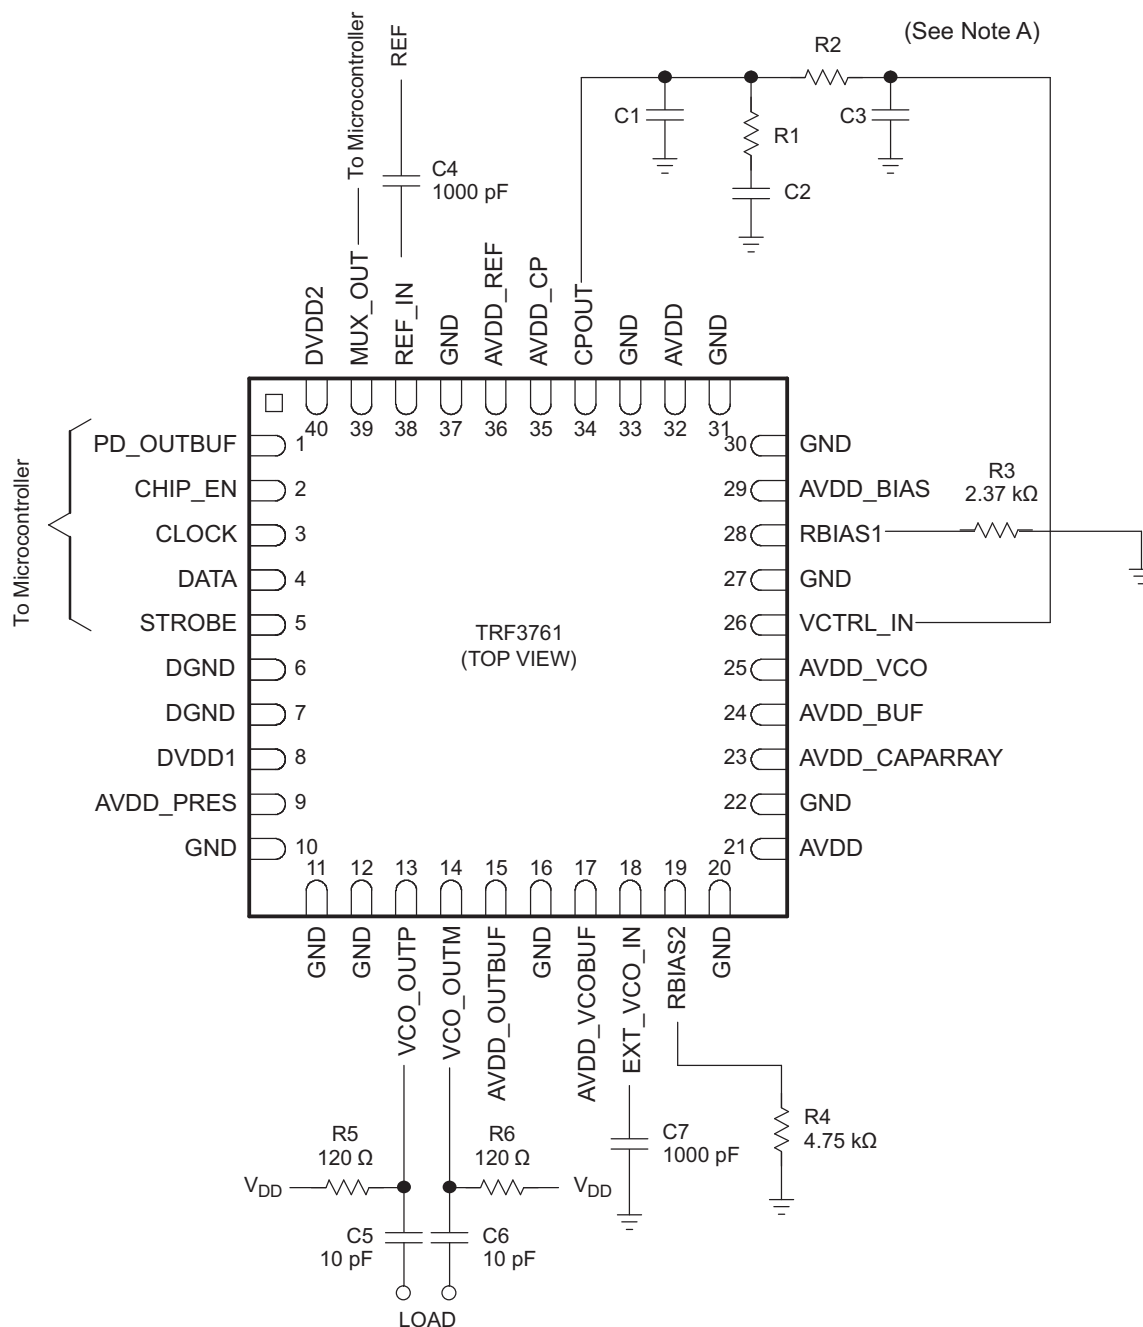 (See Note A)
To Microcontroller
REF
R2
C1
R1
C3
C2
C4
1000 pF
DVDD2
MUX_OUT
REF_IN
GND
AVDD_REF
AVDD_CP
CPOUT
GND
AVDD
GND
40 39 38 37 36 35 34 33 32 31
To Microcontroller
PD_OUTBUF 1
CHIP_EN 2
CLOCK 3
DATA 4
STROBE 5
DGND 6
DGND 7
DVDD1 8
AVDD_PRES 9
GND 10
TRF3761
(TOP VIEW)
30 GND
29 AVDD_BIAS
28 RBIAS1
27 GND
26 VCTRL_IN
25 AVDD_VCO
24 AVDD_BUF
23 AVDD_CAPARRAY
22 GND
21 AVDD
R3
2.37 kΩ
11 12 13 14 15 16 17 18 19 20
GND
GND
VCO_OUTP
VCO_OUTM
AVDD_OUTBUF
GND
AVDD_VCOBUF
EXT_VCO_IN
RBIAS2
GND
R5
120 Ω
R6
120 Ω
C7
1000 pF
R4
4.75 kΩ
VDD
VDD
C5
10 pF
C6
10 pF
LOAD